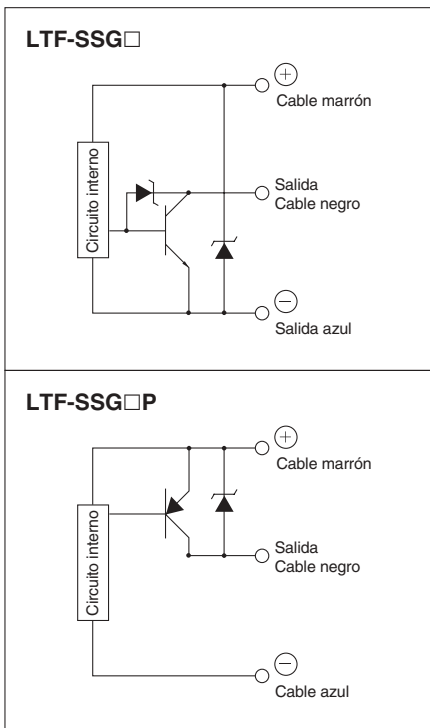 LTF-SSG□
+
Cable marrón
Circuito interno
Salida
Cable negro
−
Salida azul
LTF-SSG□P
+
Cable marrón
Circuito interno
Salida
Cable negro
−
Cable azul